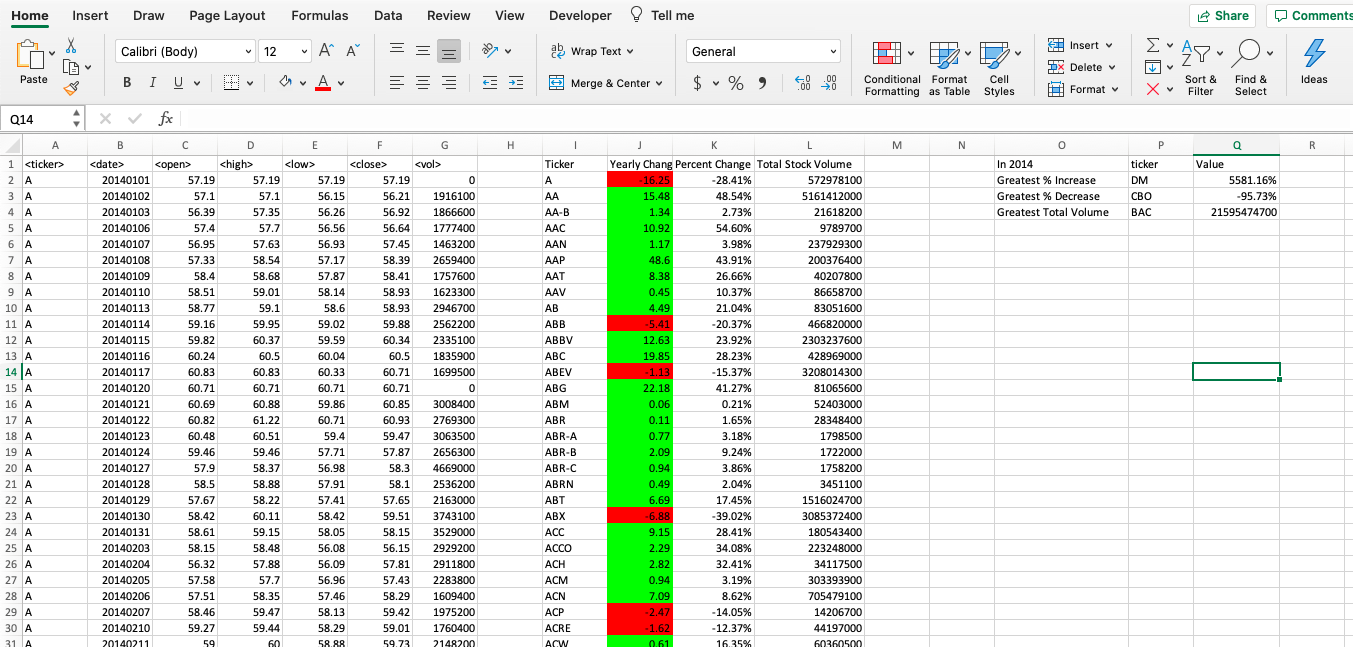 Home Insert Draw Page Layout Formulas Data Review View Developer Tell me Share Comments
Calibri (Body) 12 A A ab Wrap Text General Insert
Paste B I U A Merge & Center $ % 9 Conditional Formatting Format as Table Cell Styles Delete Format Sort & Filter Find & Select Ideas
Q14 fx
A B C D E F G H I J K L M N O P Q R
1 <ticker> <date> <open> <high> <low> <close> <vol> Ticker Yearly Chang Percent Change Total Stock Volume In 2014 ticker Value
2 A 20140101 57.19 57.19 57.19 57.19 0 A -16.25 -28.41% 572978100 Greatest % Increase DM 5581.16%
3 A 20140102 57.1 57.1 56.15 56.21 1916100 AA 15.48 48.54% 5161412000 Greatest % Decrease CBO -95.73%
4 A 20140103 56.39 57.35 56.26 56.92 1866600 AA-B 1.34 2.73% 21618200 Greatest Total Volume BAC 21595474700
5 A 20140106 57.4 57.7 56.56 56.64 1777400 AAC 10.92 54.60% 9789700
6 A 20140107 56.95 57.63 56.93 57.45 1463200 AAN 1.17 3.98% 237929300
7 A 20140108 57.33 58.54 57.17 58.39 2659400 AAP 48.6 43.91% 200376400
8 A 20140109 58.4 58.68 57.87 58.41 1757600 AAT 8.38 26.66% 40207800
9 A 20140110 58.51 59.01 58.14 58.93 1623300 AAV 0.45 10.37% 86658700
10 A 20140113 58.77 59.1 58.6 58.93 2946700 AB 4.49 21.04% 83051600
11 A 20140114 59.16 59.95 59.02 59.88 2562200 ABB -5.41 -20.37% 466820000
12 A 20140115 59.82 60.37 59.59 60.34 2335100 ABBV 12.63 23.92% 2303237600
13 A 20140116 60.24 60.5 60.04 60.5 1835900 ABC 19.85 28.23% 428969000
14 A 20140117 60.83 60.83 60.33 60.71 1699500 ABEV -1.13 -15.37% 3208014300
15 A 20140120 60.71 60.71 60.71 60.71 0 ABG 22.18 41.27% 81065600
16 A 20140121 60.69 60.88 59.86 60.85 3008400 ABM 0.06 0.21% 52403000
17 A 20140122 60.82 61.22 60.71 60.93 2769300 ABR 0.11 1.65% 28348400
18 A 20140123 60.48 60.51 59.4 59.47 3063500 ABR-A 0.77 3.18% 1798500
19 A 20140124 59.46 59.46 57.71 57.87 2656300 ABR-B 2.09 9.24% 1722000
20 A 20140127 57.9 58.37 56.98 58.3 4669000 ABR-C 0.94 3.86% 1758200
21 A 20140128 58.5 58.88 57.91 58.1 2536200 ABRN 0.49 2.04% 3451100
22 A 20140129 57.67 58.22 57.41 57.65 2163000 ABT 6.69 17.45% 1516024700
23 A 20140130 58.42 60.11 58.42 59.51 3743100 ABX -6.88 -39.02% 3085372400
24 A 20140131 58.61 59.15 58.05 58.15 3529000 ACC 9.15 28.41% 180543400
25 A 20140203 58.15 58.48 56.08 56.15 2929200 ACCO 2.29 34.08% 223248000
26 A 20140204 56.32 57.88 56.09 57.81 2911800 ACH 2.82 32.41% 34117500
27 A 20140205 57.58 57.7 56.96 57.43 2283800 ACM 0.94 3.19% 303393900
28 A 20140206 57.51 58.35 57.46 58.29 1609400 ACN 7.09 8.62% 705479100
29 A 20140207 58.46 59.47 58.13 59.42 1975200 ACP -2.47 -14.05% 14206700
30 A 20140210 59.27 59.44 58.29 59.01 1760400 ACRE -1.62 -12.37% 44197000
31 A 20140211 59 60 58.88 59.73 2148200 ACW 0.61 16.35% 60360500